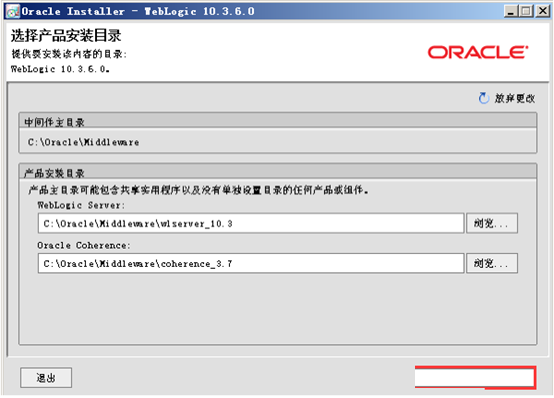 Oracle Installer - WebLogic 10.3.6.0
选择产品安装目录
提供要安装该内容的目录:
WebLogic 10.3.6.0。
ORACLE
放弃更改
中间件主目录
C:\Oracle\Middleware
产品安装目录
产品主目录可能包含共享实用程序以及没有单独设置目录的任何产品或组件。
WebLogic Server:
C:\Oracle\Middleware\wlserver_10.3
浏览...
Oracle Coherence:
C:\Oracle\Middleware\coherence_3.7
浏览...
退出